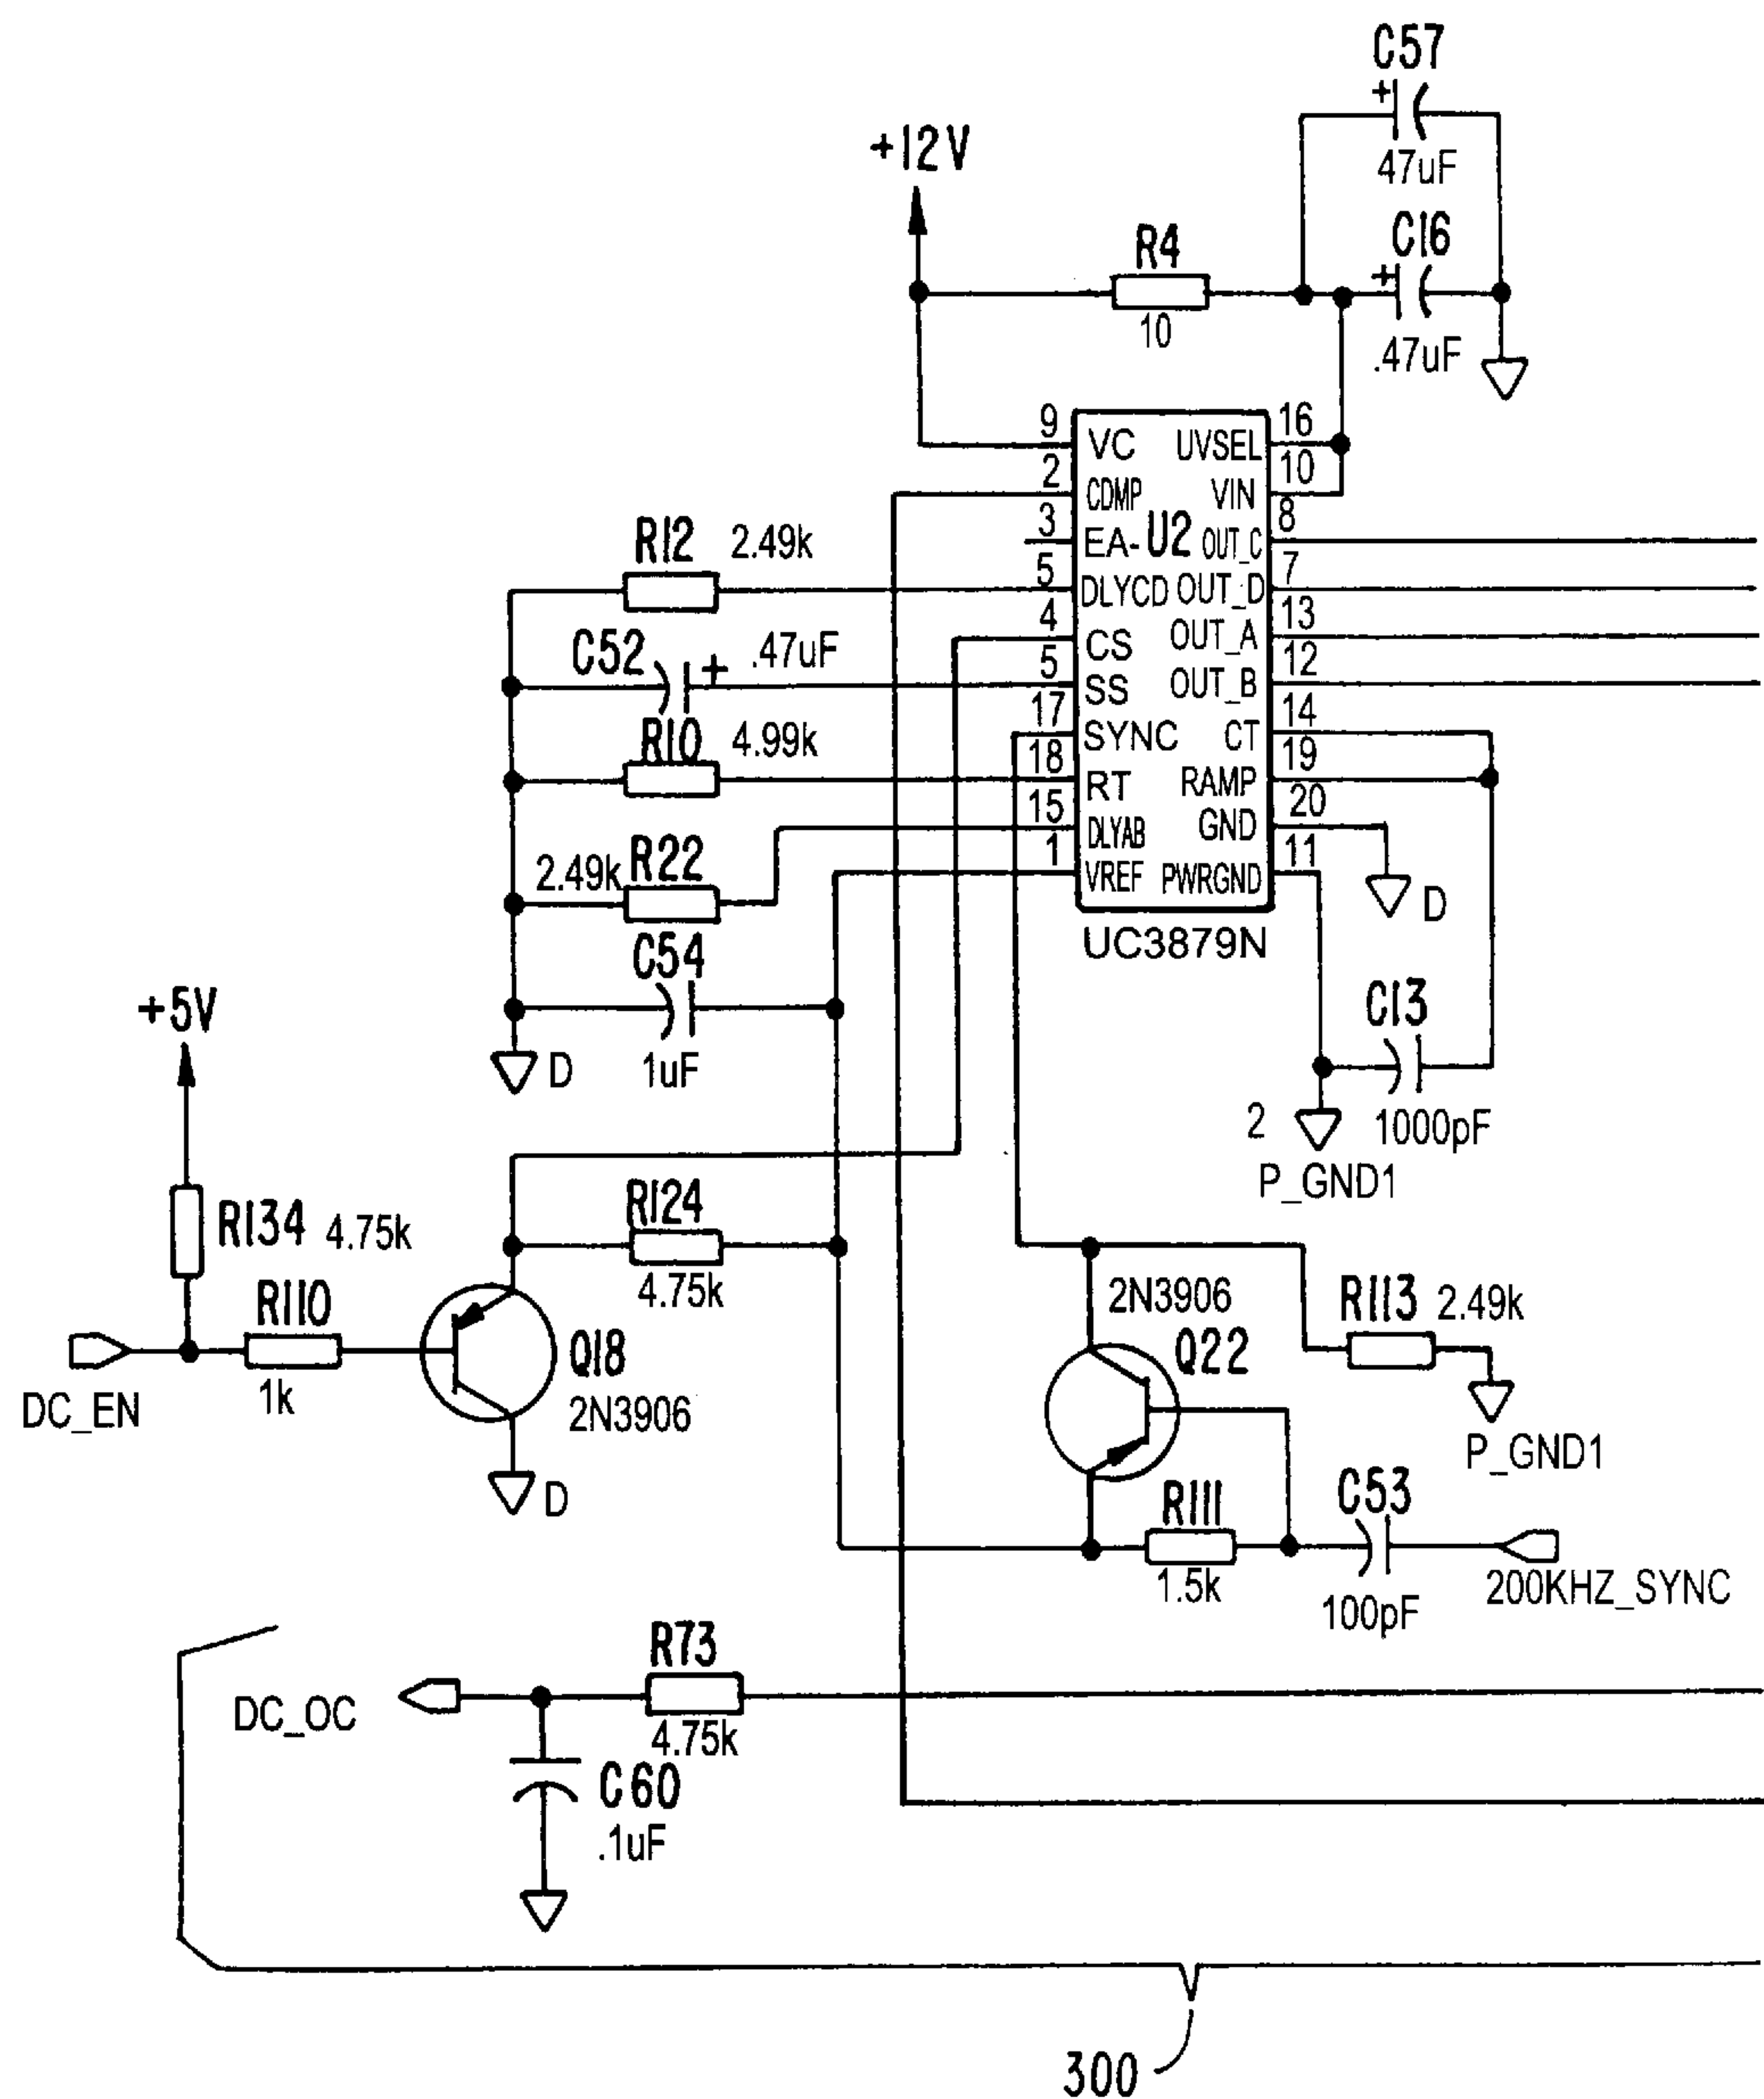 C57
+
.47uF
+12V
R4
10
C16
+
.47uF
9 VC UVSEL 16
2 CDMP VIN 10
3 EA- U2 OUT_C 8
5 DLYCD OUT_D 7
4 CS OUT_A 13
5 SS OUT_B 12
17 SYNC CT 14
18 RT RAMP 19
15 DLYAB GND 20
1 VREF PWRGND 11
UC3879N
R12 2.49k
C52 + .47uF
R10 4.99k
2.49k R22
C54
1uF
D
D
C13
1000pF
2
P_GND1
+5V
R134 4.75k
R110
1k
DC_EN
R124
4.75k
Q18
2N3906
D
2N3906
Q22
R113 2.49k
P_GND1
R111
1.5k
C53
100pF
200KHZ_SYNC
R73
4.75k
DC_OC
C60
.1uF
300